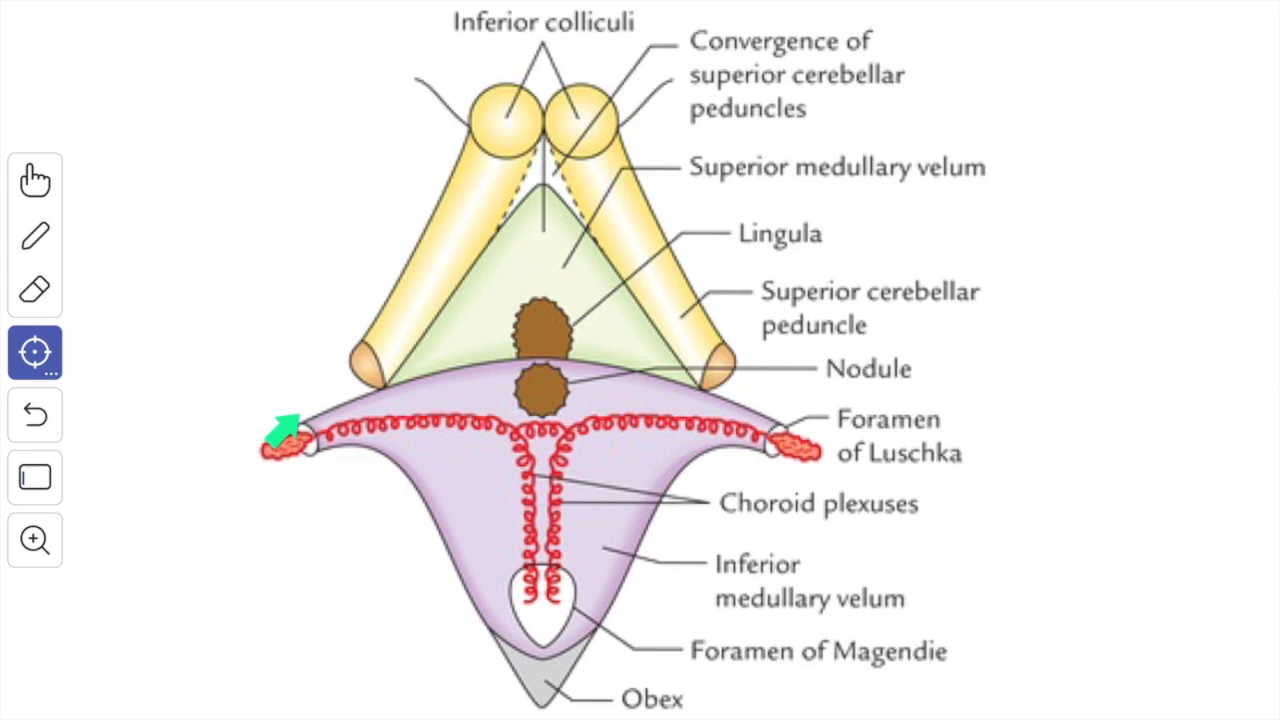 Inferior colliculi
Convergence of
superior cerebellar
peduncles
Superior medullary velum
Lingula
Superior cerebellar
peduncle
Nodule
Foramen
of Luschka
Choroid plexuses
Inferior
medullary velum
Foramen of Magendie
Obex